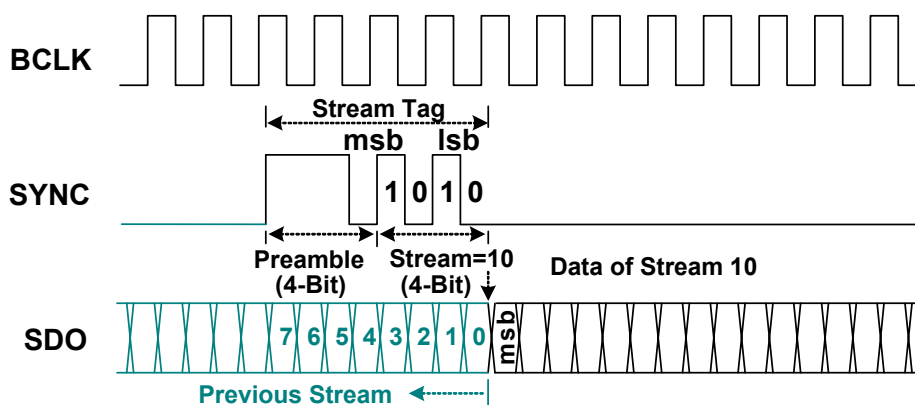 BCLK
Stream Tag
msb lsb
SYNC
1 0 1 0
Preamble
(4-Bit)
Stream=10
(4-Bit)
Data of Stream 10
SDO
7 6 5 4 3 2 1 0
msb
Previous Stream